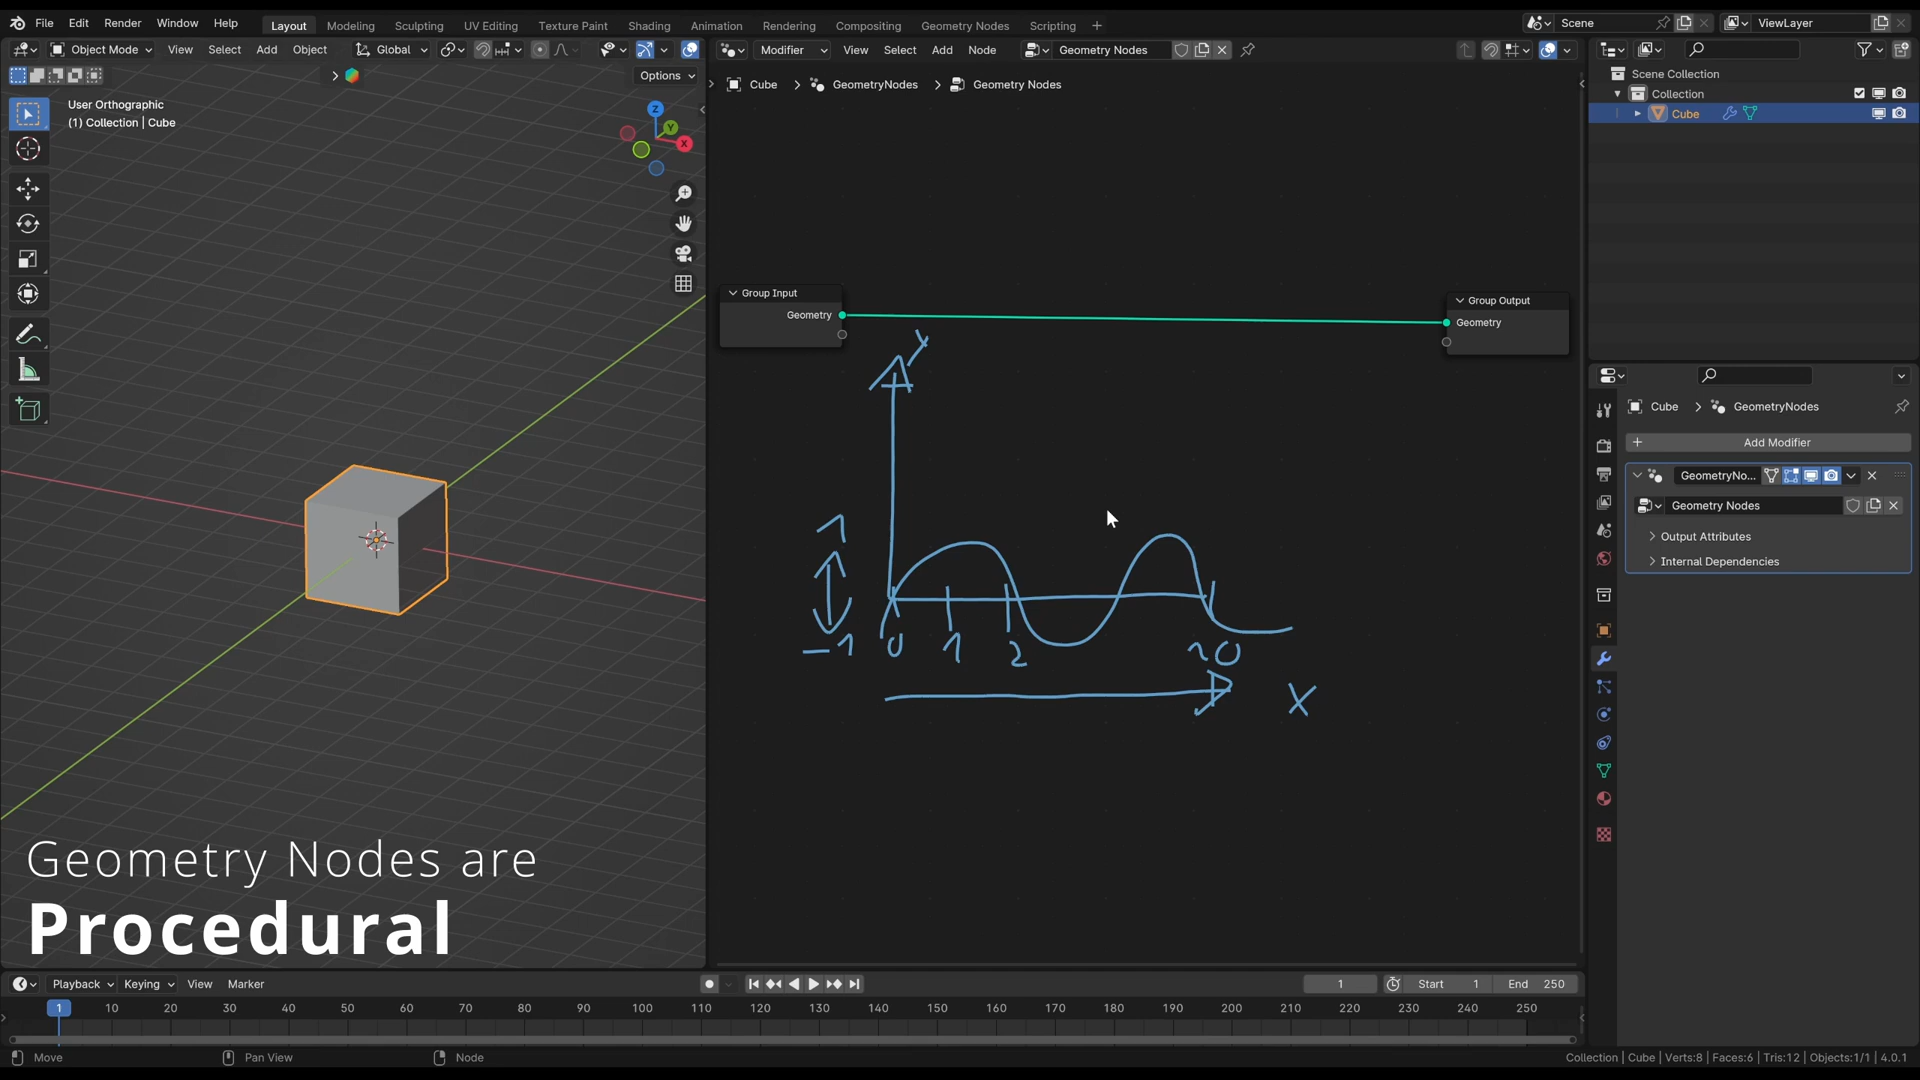 File Edit Render Window Help Layout Modeling Sculpting UV Editing Texture Paint Shading Animation Rendering Compositing Geometry Nodes Scripting + Scene ViewLayer
Object Mode View Select Add Object Global
Modifier View Select Add Node Geometry Nodes
Options
Cube > GeometryNodes > Geometry Nodes
User Orthographic
(1) Collection | Cube
Z
Y
X
Scene Collection
Collection
Cube
Group Input
Geometry
Group Output
Geometry
Y
1
-1 0 1 2
X
Cube > GeometryNodes
+ Add Modifier
GeometryNo...
Geometry Nodes
Output Attributes
Internal Dependencies
Geometry Nodes are
Procedural
Playback Keying View Marker 1 Start 1 End 250
1 10 20 30 40 50 60 70 80 90 100 110 120 130 140 150 160 170 180 190 200 210 220 230 240 250
Move Pan View Node Collection | Cube | Verts:8 | Faces:6 | Tris:12 | Objects:1/1 | 4.0.1